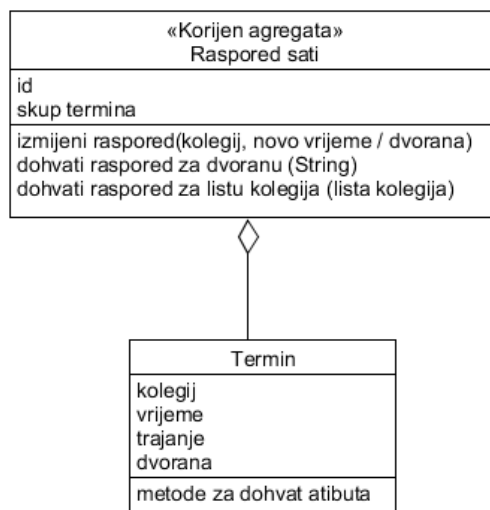 «Korijen agregata»
Raspored sati
id
skup termina
izmijeni raspored(kolegij, novo vrijeme / dvorana)
dohvati raspored za dvoranu (String)
dohvati raspored za listu kolegija (lista kolegija)
Termin
kolegij
vrijeme
trajanje
dvorana
metode za dohvat atibuta